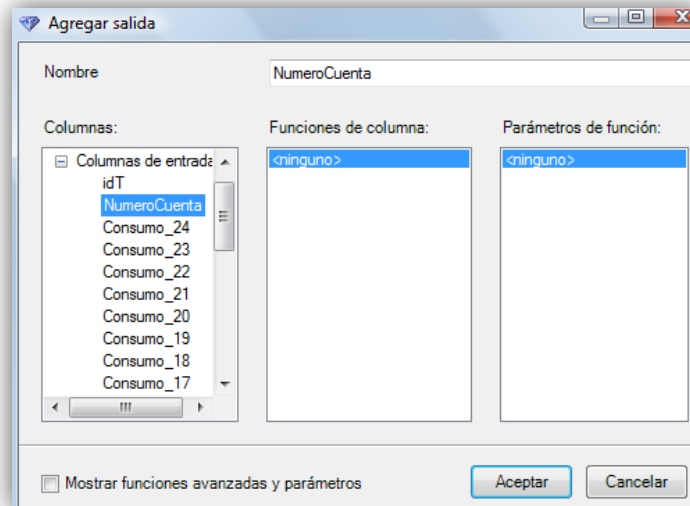 Agregar salida
Nombre
NumeroCuenta
Columnas:
Funciones de columna:
Parámetros de función:
Columnas de entrada
idT
NumeroCuenta
Consumo_24
Consumo_23
Consumo_22
Consumo_21
Consumo_20
Consumo_19
Consumo_18
Consumo_17
<ninguno>
<ninguno>
Mostrar funciones avanzadas y parámetros
Aceptar
Cancelar